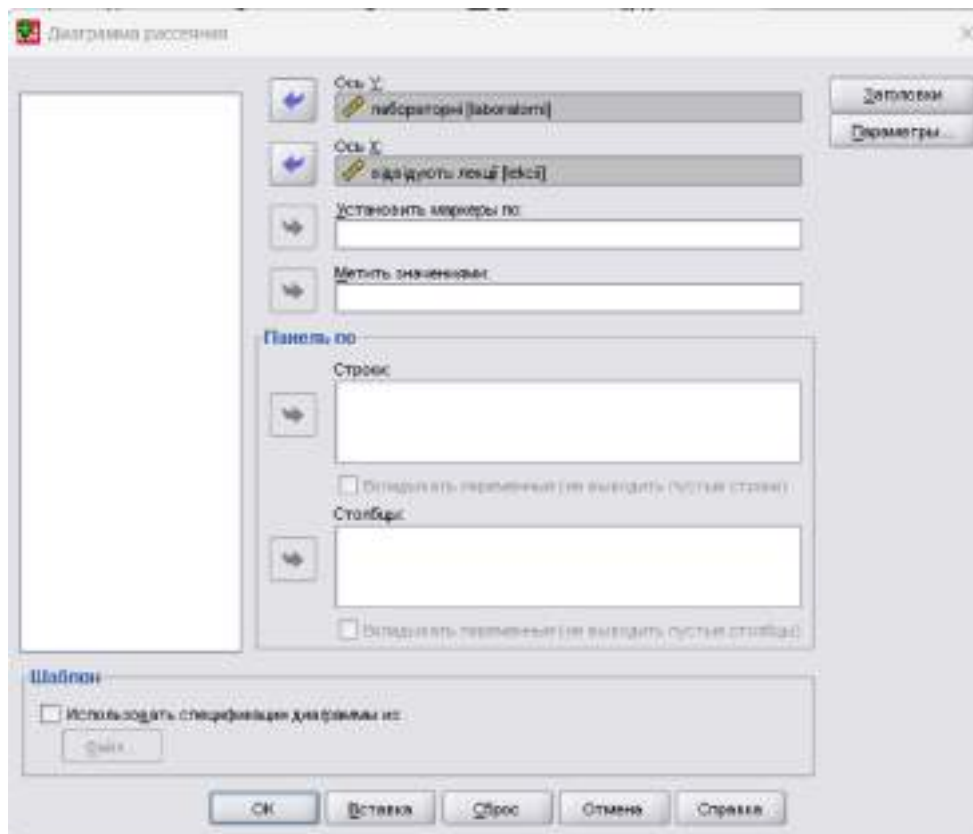 Диаграмма рассеяния
Ось Y:
лабораторні [laboratorni]
Ось X:
відвідують лекції [lekcii]
Установить маркеры по:
Метить значениями:
Панель по
Строки:
Вкладывать переменные (не выводить пустые строки)
Столбцы:
Вкладывать переменные (не выводить пустые столбцы)
Заголовки
Параметры...
Шаблон
Использовать спецификации диаграммы из:
Файл...
ОК
Вставка
Сброс
Отмена
Справка